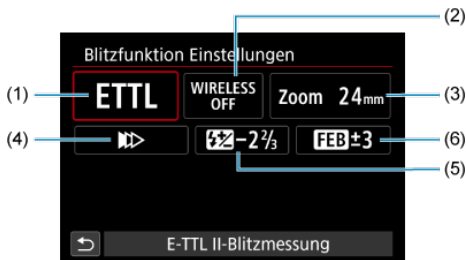 (2)
Blitzfunktion Einstellungen
(1) ETTL WIRELESS OFF Zoom 24mm (3)
(4) -2⅔ FEB±3 (6)
(5)
E-TTL II-Blitzmessung